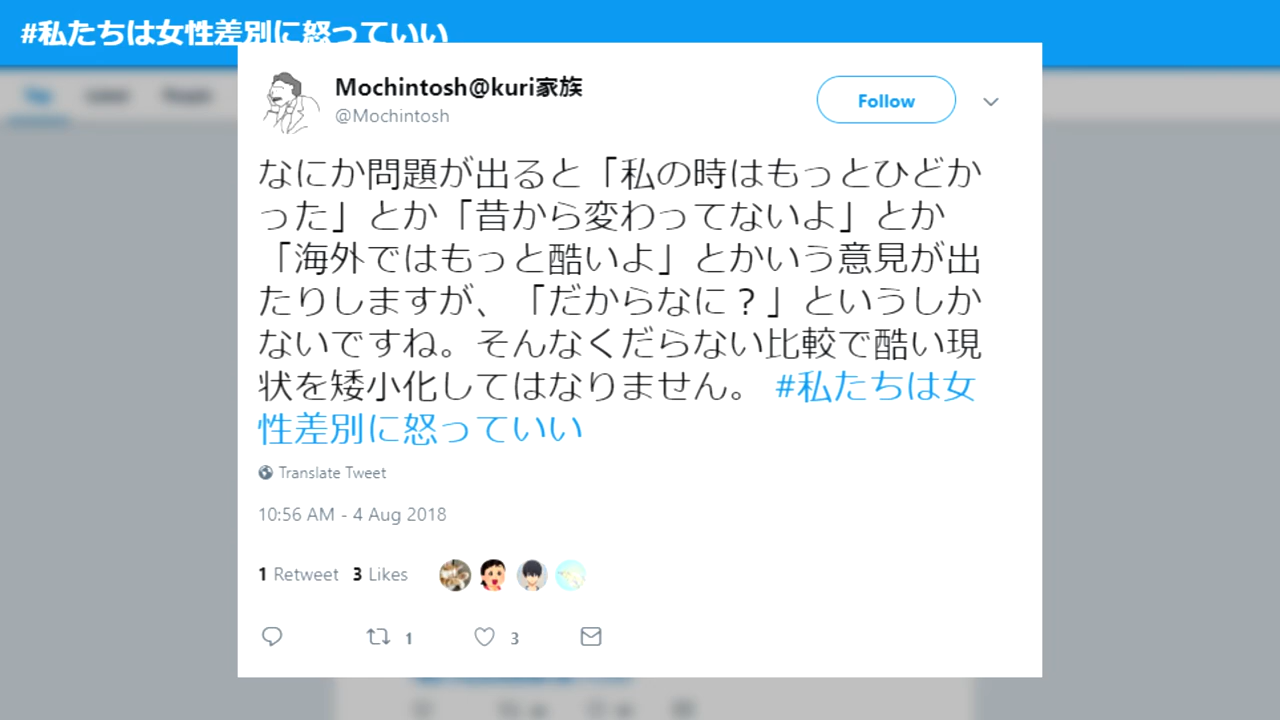 #私たちは女性差別に怒っていい
Mochintosh@kuri家族
@Mochintosh
Follow
なにか問題が出ると「私の時はもっとひどか
った」とか「昔から変わってないよ」とか
「海外ではもっと酷いよ」とかいう意見が出
たりしますが、「だからなに？」というしか
ないですね。そんなくだらない比較で酷い現
状を矮小化してはなりません。 #私たちは女
性差別に怒っていい
Translate Tweet
10:56 AM - 4 Aug 2018
1 Retweet 3 Likes
1 3